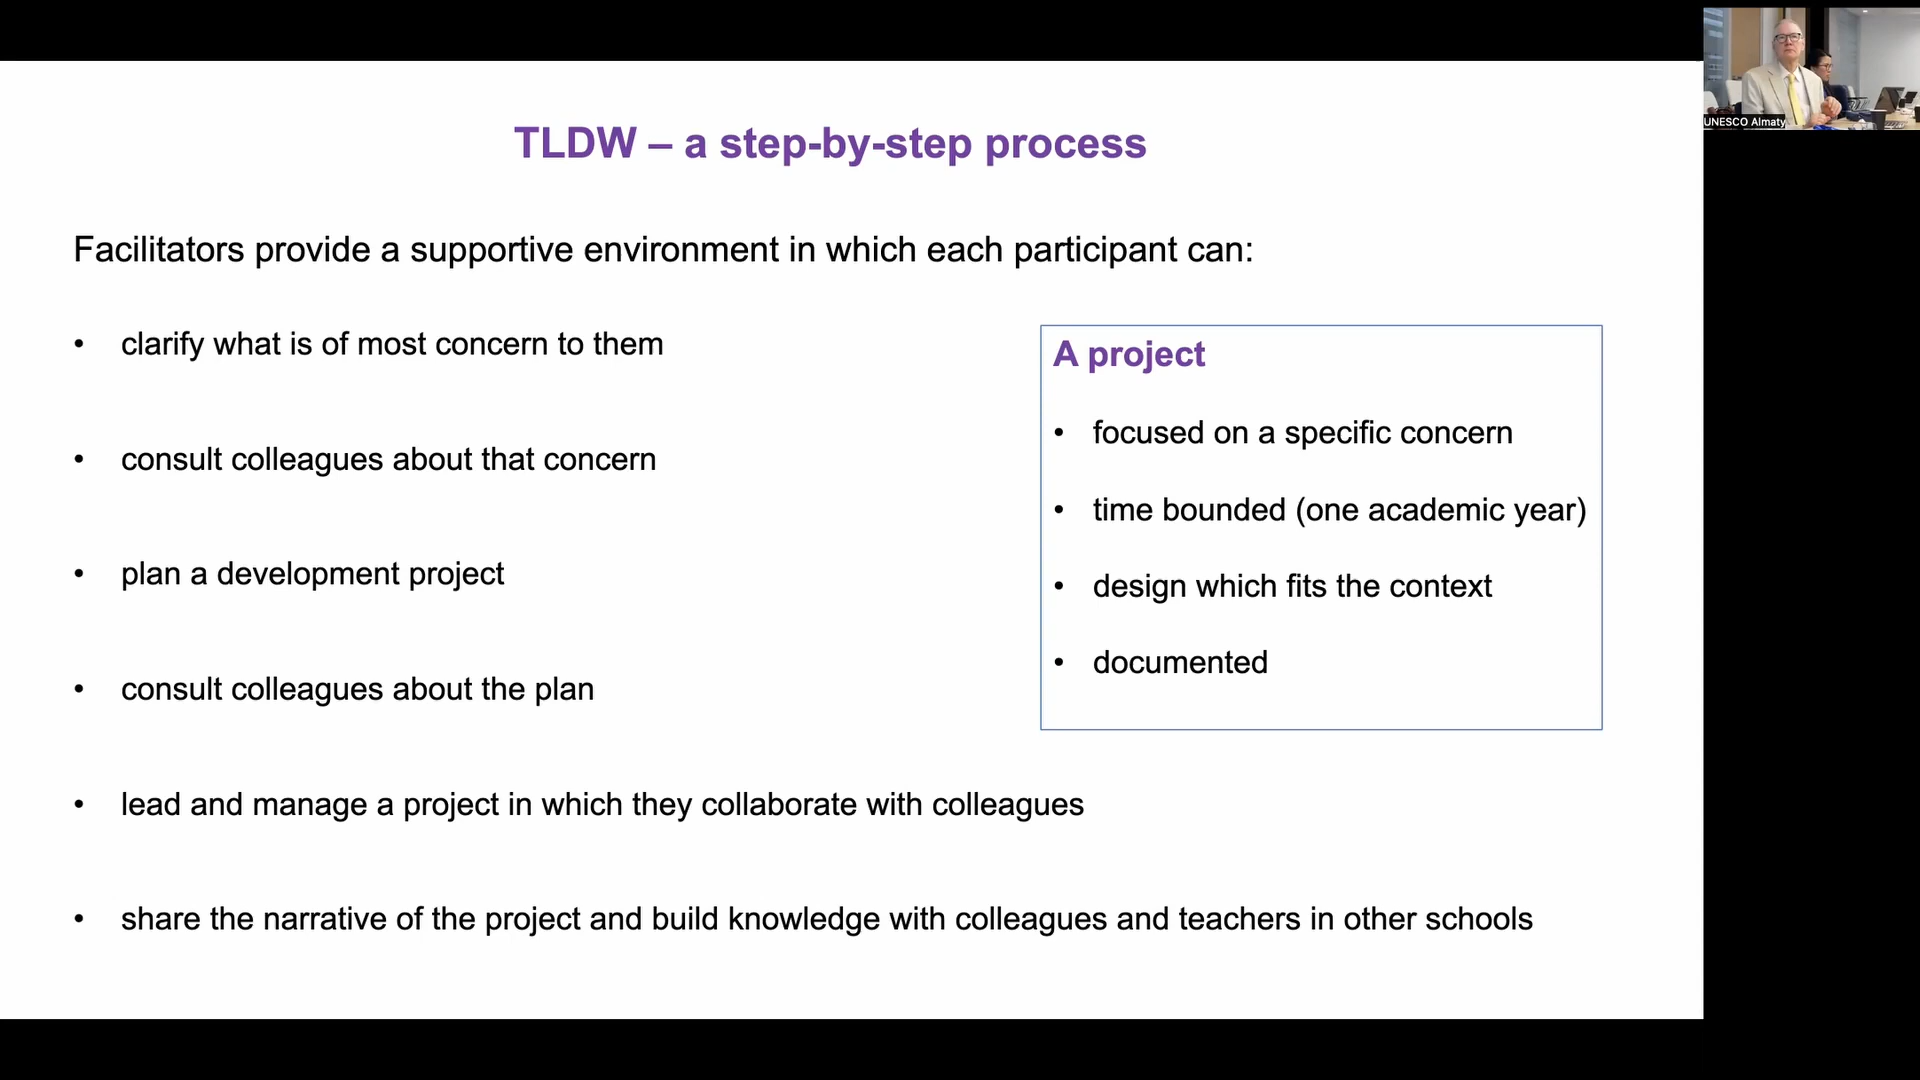 TLDW – a step-by-step process
Facilitators provide a supportive environment in which each participant can:
• clarify what is of most concern to them
• consult colleagues about that concern
• plan a development project
• consult colleagues about the plan
• lead and manage a project in which they collaborate with colleagues
• share the narrative of the project and build knowledge with colleagues and teachers in other schools
A project
• focused on a specific concern
• time bounded (one academic year)
• design which fits the context
• documented
UNESCO Almaty